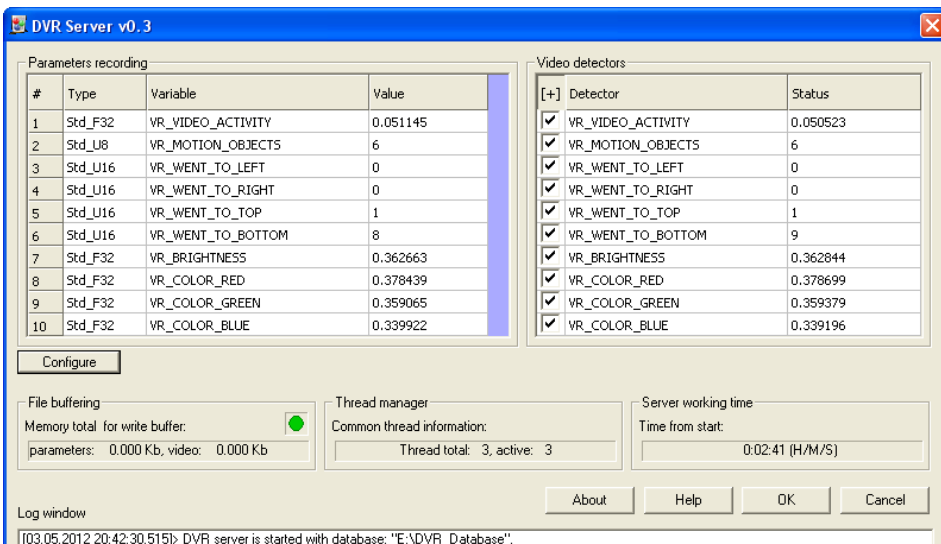 DVR Server v0.3
Parameters recording
# Type Variable Value
1 Std_F32 VR_VIDEO_ACTIVITY 0.051145
2 Std_U8 VR_MOTION_OBJECTS 6
3 Std_U16 VR_WENT_TO_LEFT 0
4 Std_U16 VR_WENT_TO_RIGHT 0
5 Std_U16 VR_WENT_TO_TOP 1
6 Std_U16 VR_WENT_TO_BOTTOM 8
7 Std_F32 VR_BRIGHTNESS 0.362663
8 Std_F32 VR_COLOR_RED 0.378439
9 Std_F32 VR_COLOR_GREEN 0.359065
10 Std_F32 VR_COLOR_BLUE 0.339922
Video detectors
[+] Detector Status
VR_VIDEO_ACTIVITY 0.050523
VR_MOTION_OBJECTS 6
VR_WENT_TO_LEFT 0
VR_WENT_TO_RIGHT 0
VR_WENT_TO_TOP 1
VR_WENT_TO_BOTTOM 9
VR_BRIGHTNESS 0.362844
VR_COLOR_RED 0.378699
VR_COLOR_GREEN 0.359379
VR_COLOR_BLUE 0.339196
Configure
File buffering
Memory total for write buffer:
parameters: 0.000 Kb, video: 0.000 Kb
Thread manager
Common thread information:
Thread total: 3, active: 3
Server working time
Time from start:
0:02:41 (H/M/S)
About Help OK Cancel
Log window
[03.05.2012 20:42:30.515]> DVR server is started with database: "E:\DVR_Database".